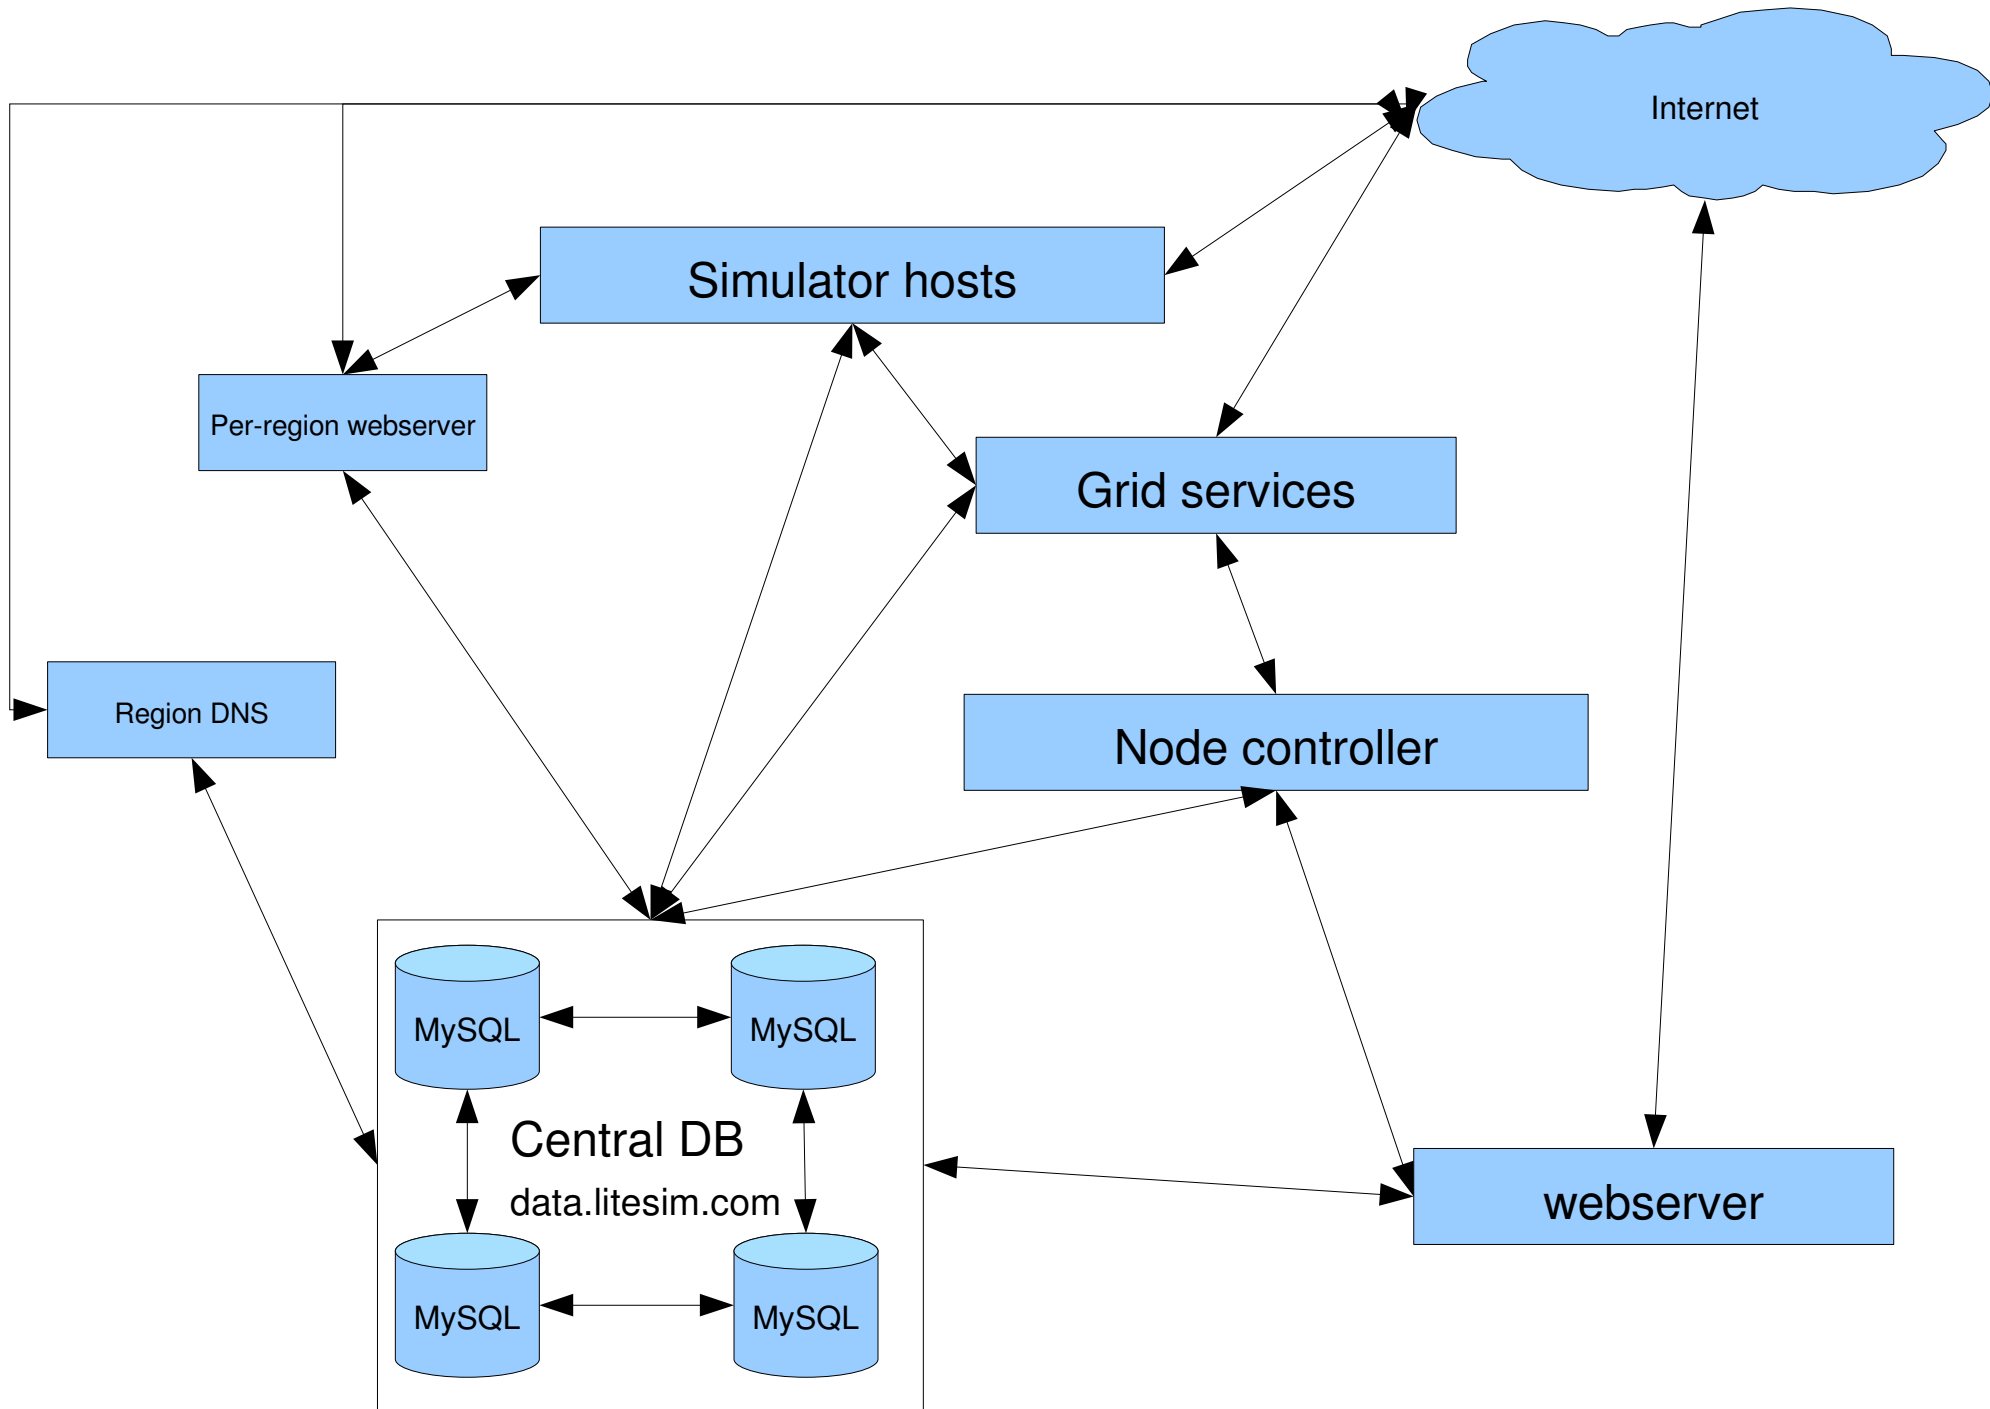 Internet
Simulator hosts
Per-region webserver
Grid services
Region DNS
Node controller
MySQL
MySQL
Central DB
data.litesim.com
webserver
MySQL
MySQL